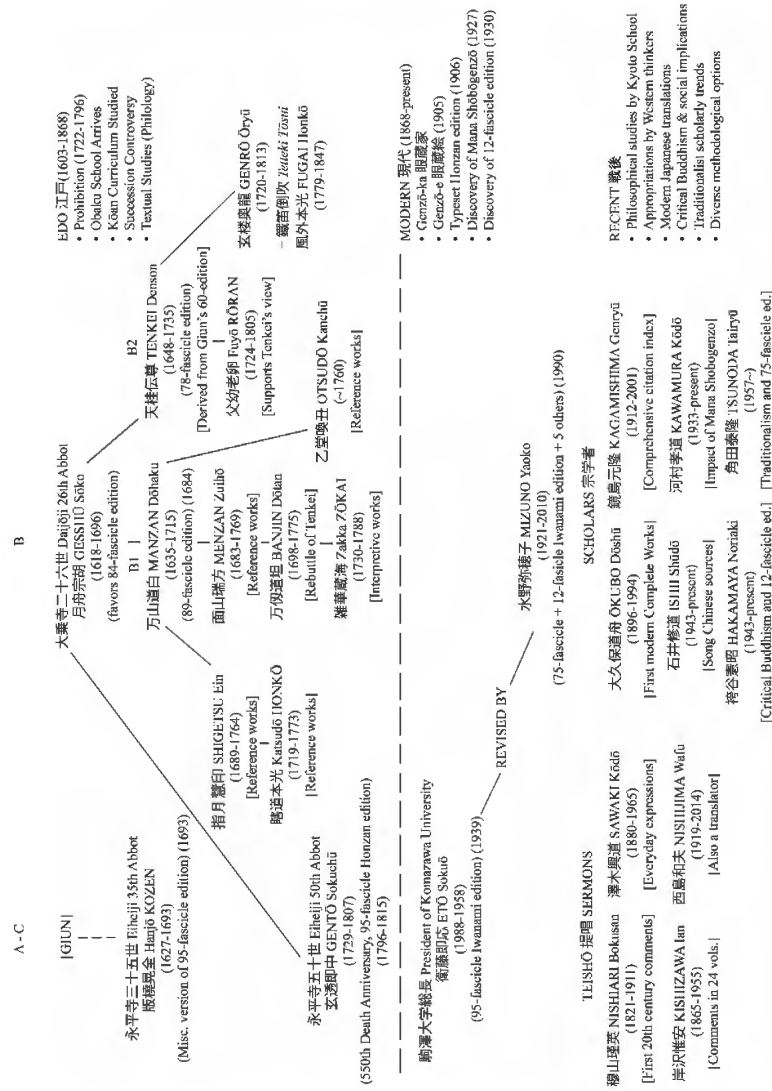 A - C
[GIUN]
永平寺三十五世 Eiheiji 35th Abbot
版橈晃全 Hanjō KOZEN
(1627-1693)
(Misc. version of 95-fascicle edition) (1693)
指月慧印 SHIGETSU Ein
(1689-1764)
[Reference works]
瞎道本光 Katsudō HONKŌ
(1719-1773)
[Reference works]
永平寺五十世 Eiheiji 50th Abbot
玄透即中 GENTŌ Sokuchū
(1729-1807)
(550th Death Anniversary, 95-fascicle Honzan edition)
(1796-1815)
B
大乗寺二十六世 Daijōji 26th Abbot
月舟宗胡 GESSHŪ Sōko
(1618-1696)
(favors 84-fascicle edition)
B1
万山道白 MANZAN Dōhaku
(1635-1715)
(89-fascicle edition) (1684)
面山瑞方 MENZAN Zuihō
(1683-1769)
[Reference works]
万仭道坦 BANJIN Dōtan
(1698-1775)
[Rebuttle of Tenkei]
雑華蔵海 Zakka ZŌKAI
(1730-1788)
[Interpretive works]
B2
天桂伝尊 TENKEI Denson
(1648-1735)
(78-fascicle edition)
[Derived from Giun's 60-edition]
父幼老卵 Fuyō RŌRAN
(1724-1805)
[Supports Tenkei's view]
乙堂喚丑 OTSUDŌ Kanchū
(~1760)
[Reference works]
EDO 江戸(1603-1868)
• Prohibition (1722-1796)
• Obaku School Arrives
• Kōan Curriculum Studied
• Succession Controversy
• Textual Studies (Philology)
玄楼奥龍 GENRŌ Ōryū
(1720-1813)
– 鐵笛倒吹 Tetteki Tōsui
風外本光 FUGAI Honkō
(1779-1847)
駒澤大学総長 President of Komazawa University
衛藤即応 ETŌ Sokuō
(1988-1958)
(95-fascicle Iwanami edition) (1939)
REVISED BY
水野弥穂子 MIZUNO Yaoko
(1921-2010)
(75-fascicle + 12-fasicle Iwanami edition + 5 others) (1990)
MODERN 現代 (1868-present)
• Genzō-ka 眼蔵家
• Genzō-e 眼蔵絵 (1905)
• Typeset Honzan edition (1906)
• Discovery of Mana Shōbōgenzō (1927)
• Discovery of 12-fascicle edition (1930)
TEISHŌ 提唱 SERMONS
穆山瑾英 NISHIARI Bokusan
(1821-1911)
[First 20th century comments]
岸沢惟安 KISHIZAWA Ian
(1865-1955)
[Comments in 24 vols.]
澤木興道 SAWAKI Kōdō
(1880-1965)
[Everyday expressions]
西島和夫 NISHIJIMA Wafu
(1919-2014)
[Also a translator]
SCHOLARS 宗学者
大久保道舟 ŌKUBO Dōshū
(1896-1994)
[First modern Complete Works]
石井修道 ISHII Shūdō
(1943-present)
[Song Chinese sources]
袴谷憲昭 HAKAMAYA Noriaki
(1943-present)
[Critical Buddhism and 12-fascicle ed.]
鏡島元隆 KAGAMISHIMA Genryū
(1912-2001)
[Comprehensive citation index]
河村孝道 KAWAMURA Kōdō
(1933-present)
[Impact of Mana Shobogenzo]
角田泰隆 TSUNODA Tairyū
(1957~)
[Traditionalism and 75-fascicle ed.]
RECENT 戦後
• Philosophical studies by Kyoto School
• Appropriations by Western thinkers
• Modern Japanese translations
• Critical Buddhism & social implications
• Traditionalist scholarly trends
• Diverse methodological options